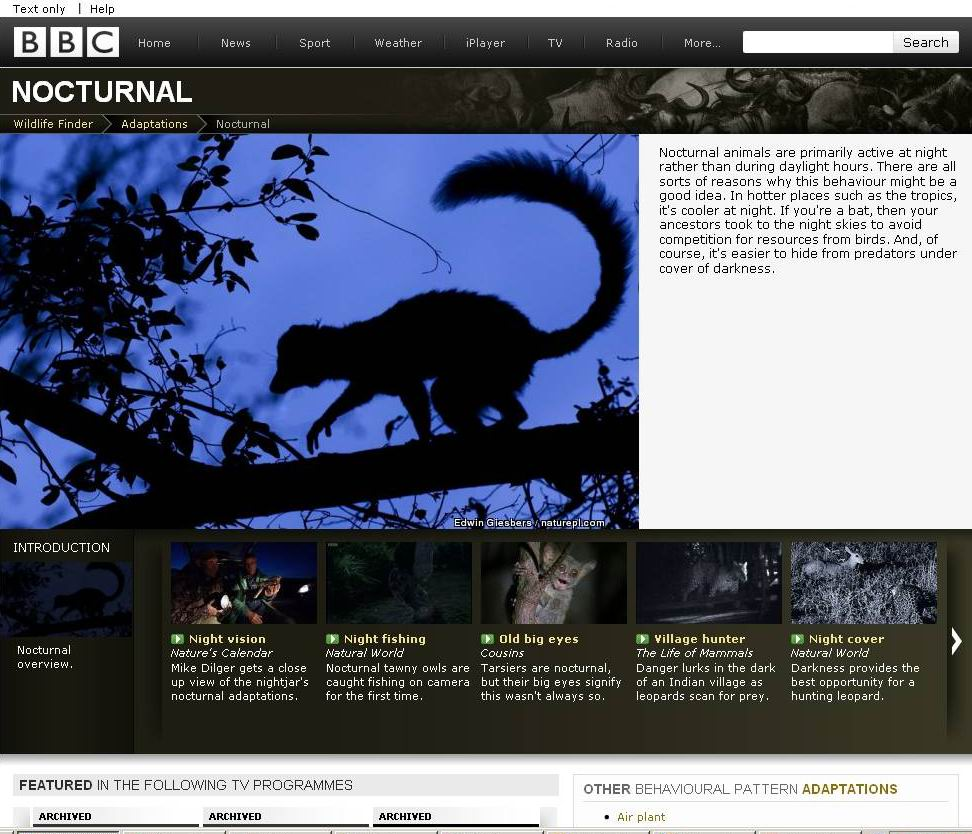 Text only | Help
BBC Home News Sport Weather iPlayer TV Radio More... Search
NOCTURNAL
Wildlife Finder Adaptations Nocturnal
Nocturnal animals are primarily active at night
rather than during daylight hours. There are all
sorts of reasons why this behaviour might be a
good idea. In hotter places such as the tropics,
it's cooler at night. If you're a bat, then your
ancestors took to the night skies to avoid
competition for resources from birds. And, of
course, it's easier to hide from predators under
cover of darkness.
Edwin Giesbers / naturepl.com
INTRODUCTION
Nocturnal
overview.
Night vision
Nature's Calendar
Mike Dilger gets a close
up view of the nightjar's
nocturnal adaptations.
Night fishing
Natural World
Nocturnal tawny owls are
caught fishing on camera
for the first time.
Old big eyes
Cousins
Tarsiers are nocturnal,
but their big eyes signify
this wasn't always so.
Village hunter
The Life of Mammals
Danger lurks in the dark
of an Indian village as
leopards scan for prey.
Night cover
Natural World
Darkness provides the
best opportunity for a
hunting leopard.
FEATURED IN THE FOLLOWING TV PROGRAMMES
ARCHIVED ARCHIVED ARCHIVED
OTHER BEHAVIOURAL PATTERN ADAPTATIONS
• Air plant